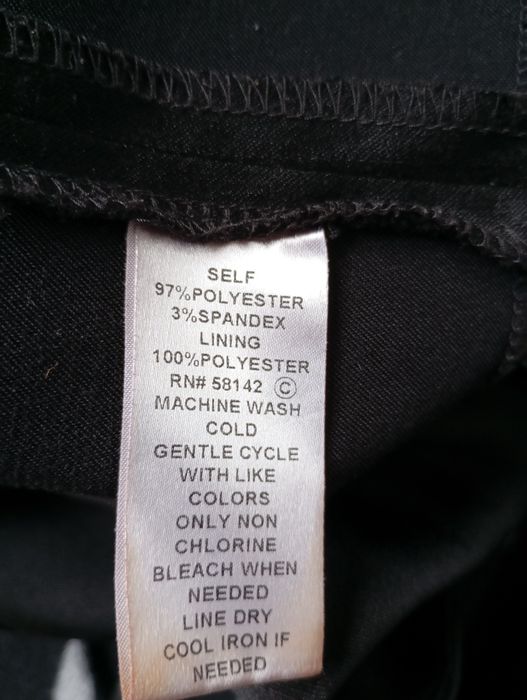 SELF
97%POLYESTER
3%SPANDEX
LINING
100%POLYESTER
RN# 58142 ©
MACHINE WASH
COLD
GENTLE CYCLE
WITH LIKE
COLORS
ONLY NON
CHLORINE
BLEACH WHEN
NEEDED
LINE DRY
COOL IRON IF
NEEDED